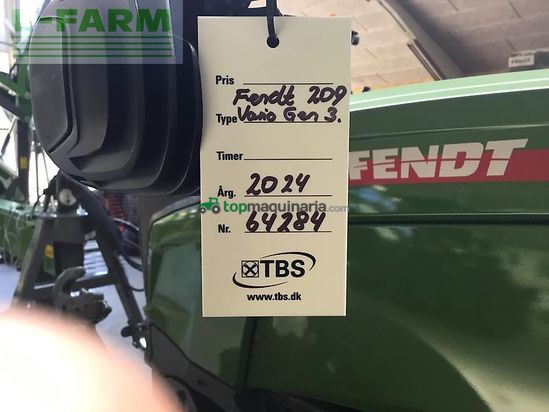 L-FARM
Pris
Fendt 209
Type Vario Gen 3.
Timer
Årg. 2024
topmaquinaria.com
Nr. 64284
TBS
www.tbs.dk
FENDT